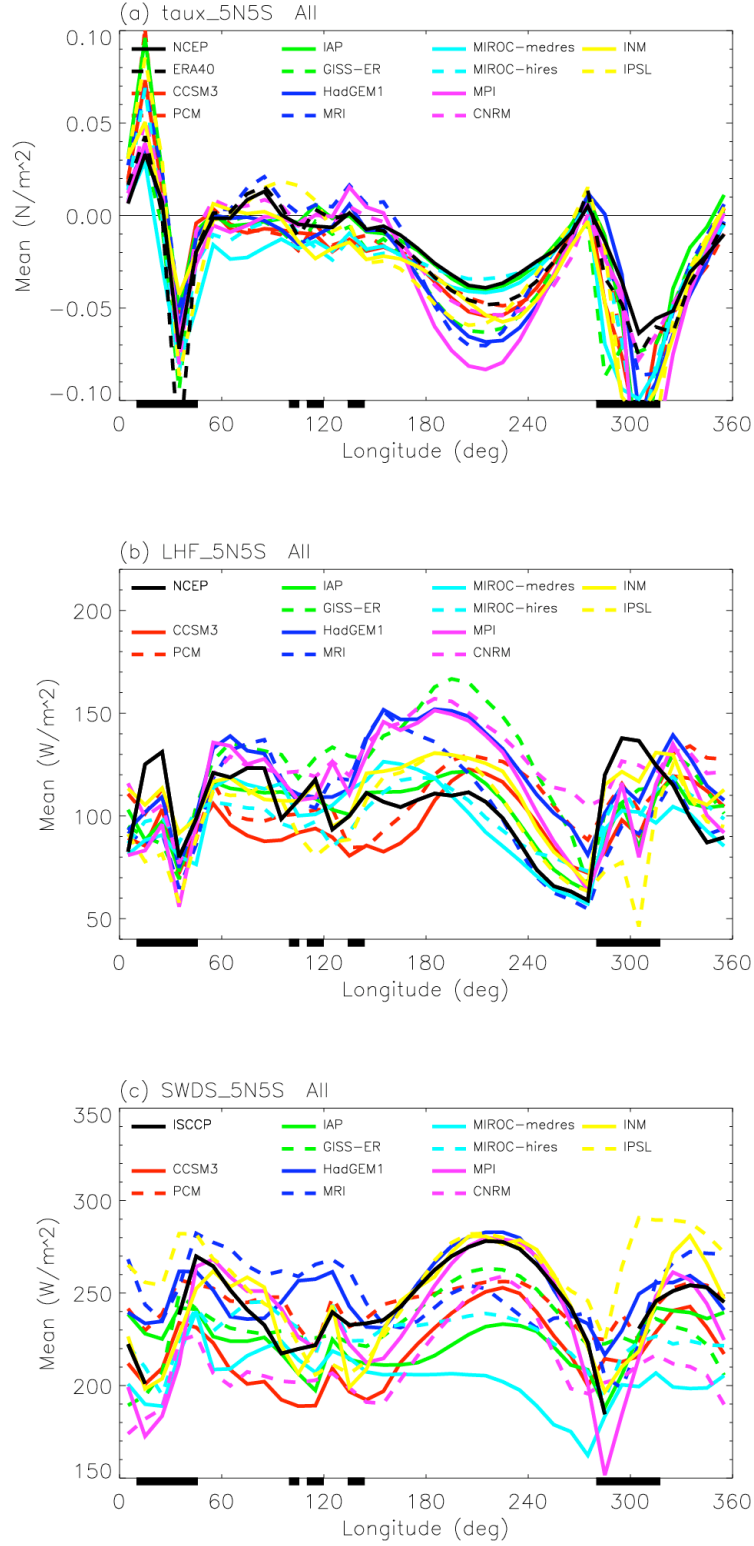 (a) taux_5N5S All
NCEP IAP MIROC-medres INM
ERA40 GISS-ER MIROC-hires IPSL
CCSM3 HadGEM1 MPI
PCM MRI CNRM
0.10
0.05
0.00
-0.05
-0.10
Mean (N/m^2)
0 60 120 180 240 300 360
Longitude (deg)
(b) LHF_5N5S All
NCEP IAP MIROC-medres INM
GISS-ER MIROC-hires IPSL
CCSM3 HadGEM1 MPI
PCM MRI CNRM
200
150
100
50
Mean (W/m^2)
0 60 120 180 240 300 360
Longitude (deg)
(c) SWDS_5N5S All
ISCCP IAP MIROC-medres INM
GISS-ER MIROC-hires IPSL
CCSM3 HadGEM1 MPI
PCM MRI CNRM
350
300
250
200
150
Mean (W/m^2)
0 60 120 180 240 300 360
Longitude (deg)